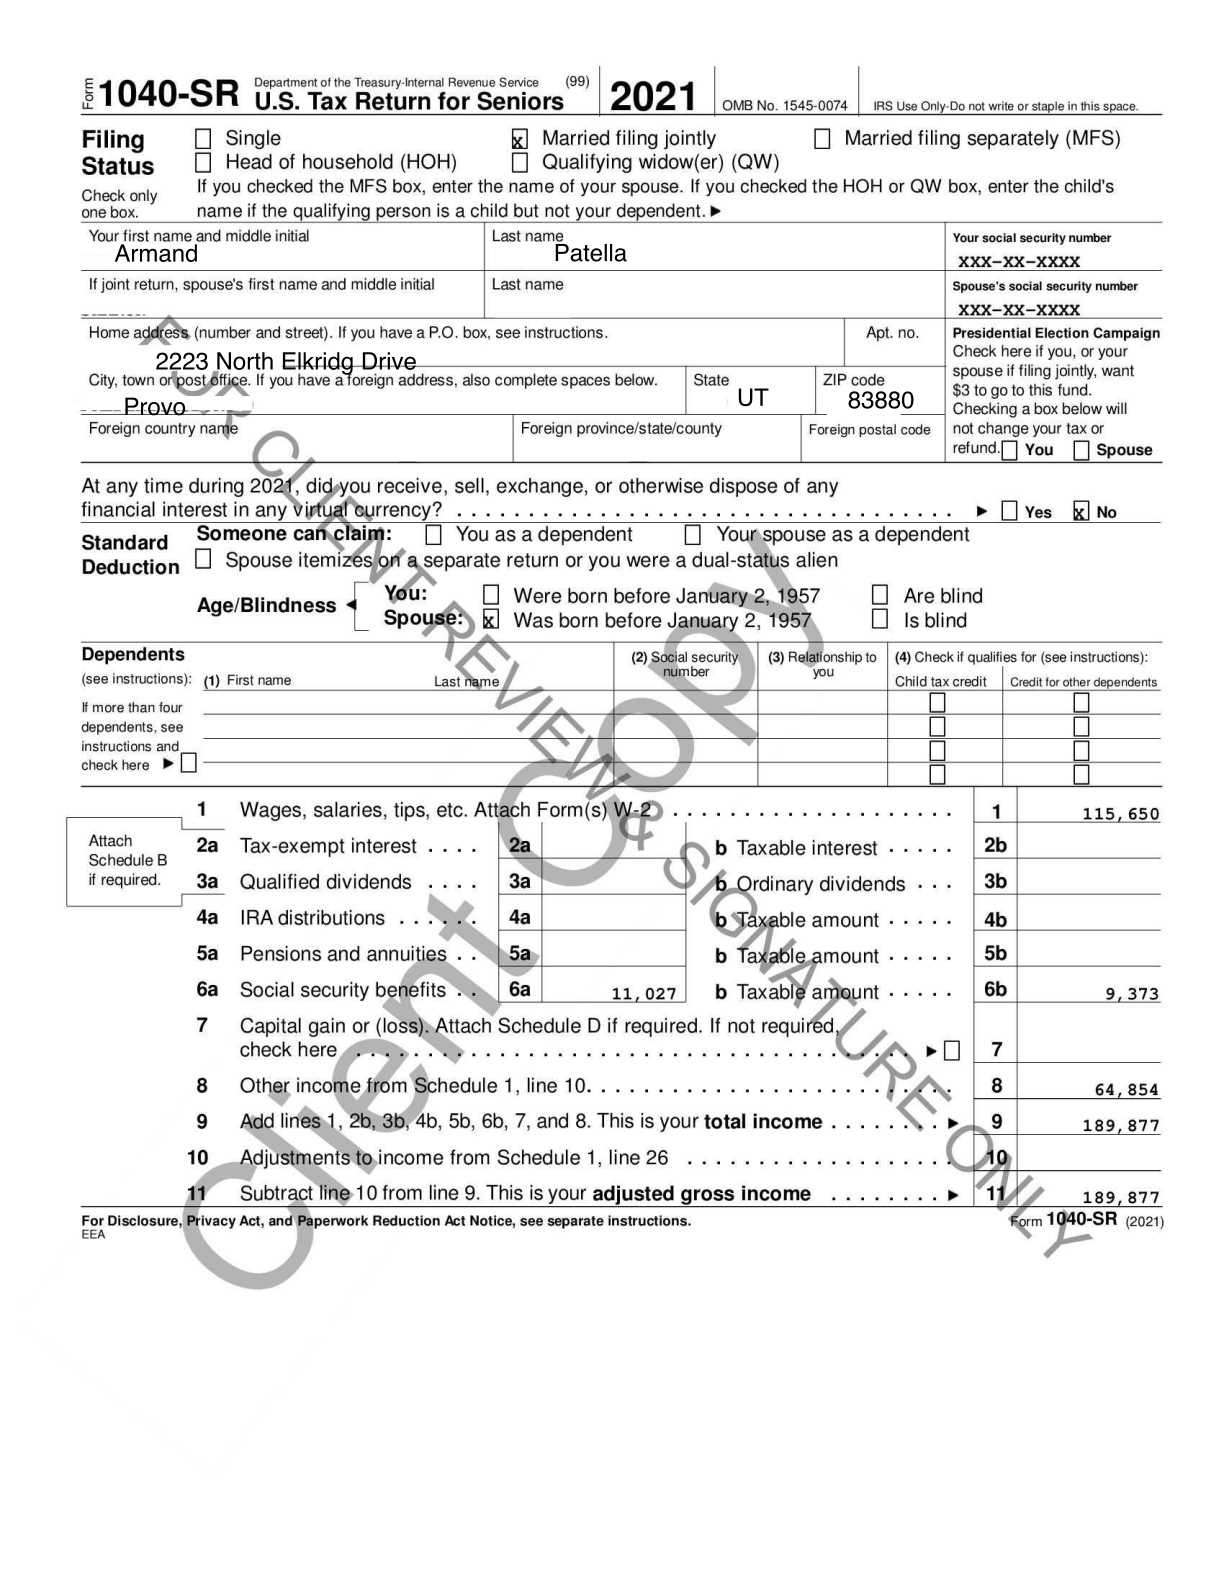 Form 1040-SR Department of the Treasury-Internal Revenue Service (99) 2021 OMB No. 1545-0074 IRS Use Only-Do not write or staple in this space.
U.S. Tax Return for Seniors
Filing Status
Check only one box.
Single x Married filing jointly Married filing separately (MFS)
Head of household (HOH) Qualifying widow(er) (QW)
If you checked the MFS box, enter the name of your spouse. If you checked the HOH or QW box, enter the child's
name if the qualifying person is a child but not your dependent. ►
Your first name and middle initial Last name Your social security number
Armand Patella XXX-XX-XXXX
If joint return, spouse's first name and middle initial Last name Spouse's social security number
XXX-XX-XXXX
Home address (number and street). If you have a P.O. box, see instructions. Apt. no.
2223 North Elkridg Drive
City, town or post office. If you have a foreign address, also complete spaces below. State ZIP code
Provo UT 83880
Foreign country name Foreign province/state/county Foreign postal code
Presidential Election Campaign
Check here if you, or your
spouse if filing jointly, want
$3 to go to this fund.
Checking a box below will
not change your tax or
refund. You Spouse
At any time during 2021, did you receive, sell, exchange, or otherwise dispose of any
financial interest in any virtual currency? . . . . . . . . . . . . . . . . . . . . . . . . . . . . . . . . . . . ► Yes x No
Standard Deduction
Someone can claim: You as a dependent Your spouse as a dependent
Spouse itemizes on a separate return or you were a dual-status alien
Age/Blindness ◄
You: Were born before January 2, 1957 Are blind
Spouse: x Was born before January 2, 1957 Is blind
Dependents
(see instructions): (1) First name Last name (2) Social security number (3) Relationship to you (4) Check if qualifies for (see instructions):
Child tax credit Credit for other dependents
If more than four
dependents, see
instructions and
check here ►
Attach
Schedule B
if required.
1 Wages, salaries, tips, etc. Attach Form(s) W-2 . . . . . . . . . . . . . . . . . . . . 1 115,650
2a Tax-exempt interest . . . . 2a b Taxable interest . . . . . 2b
3a Qualified dividends . . . . 3a b Ordinary dividends . . . 3b
4a IRA distributions . . . . . . 4a b Taxable amount . . . . . 4b
5a Pensions and annuities . . 5a b Taxable amount . . . . . 5b
6a Social security benefits . . 6a 11,027 b Taxable amount . . . . . 6b 9,373
7 Capital gain or (loss). Attach Schedule D if required. If not required,
check here . . . . . . . . . . . . . . . . . . . . . . . . . . . . . . . . . . . . . . . ► 7
8 Other income from Schedule 1, line 10. . . . . . . . . . . . . . . . . . . . . . . . . . 8 64,854
9 Add lines 1, 2b, 3b, 4b, 5b, 6b, 7, and 8. This is your total income . . . . . . . . ► 9 189,877
10 Adjustments to income from Schedule 1, line 26 . . . . . . . . . . . . . . . . . . . 10
11 Subtract line 10 from line 9. This is your adjusted gross income . . . . . . . . ► 11 189,877
For Disclosure, Privacy Act, and Paperwork Reduction Act Notice, see separate instructions. Form 1040-SR (2021)
EEA
FOR CLIENT REVIEW & SIGNATURE ONLY
Client Copy